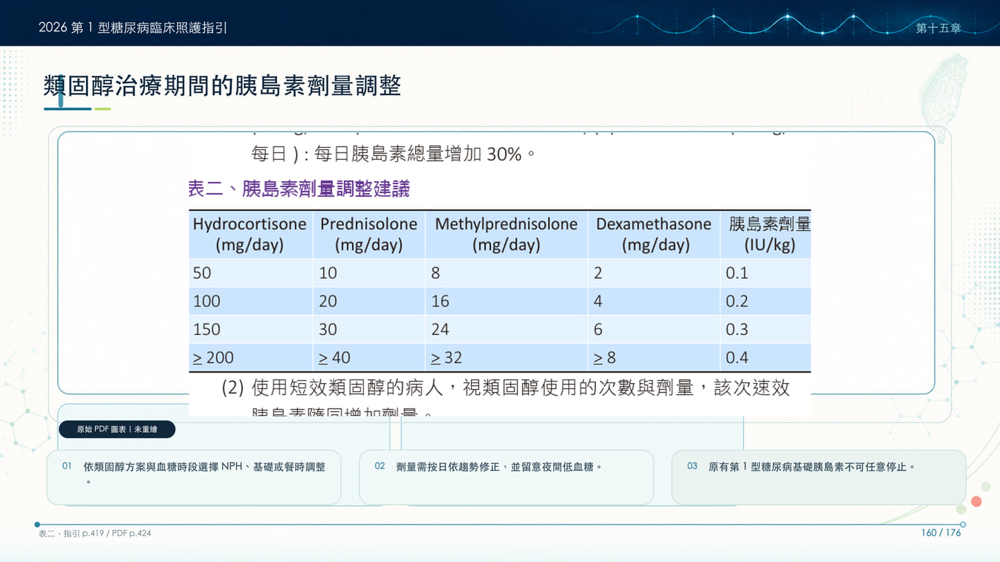 2026 第 1 型糖尿病臨床照護指引
第十五章
類固醇治療期間的胰島素劑量調整
每日 ) : 每日胰島素總量增加 30%。
表二、胰島素劑量調整建議
Hydrocortisone (mg/day) Prednisolone (mg/day) Methylprednisolone (mg/day) Dexamethasone (mg/day) 胰島素劑量 (IU/kg)
50 10 8 2 0.1
100 20 16 4 0.2
150 30 24 6 0.3
≥ 200 ≥ 40 ≥ 32 ≥ 8 0.4
(2) 使用短效類固醇的病人，視類固醇使用的次數與劑量，該次速效
胰島素隨同增加劑量。
原始 PDF 圖表｜未重繪
01 依類固醇方案與血糖時段選擇 NPH、基礎或餐時調整
。
02 劑量需按日依趨勢修正，並留意夜間低血糖。
03 原有第 1 型糖尿病基礎胰島素不可任意停止。
表二・指引 p.419 / PDF p.424
160 / 176